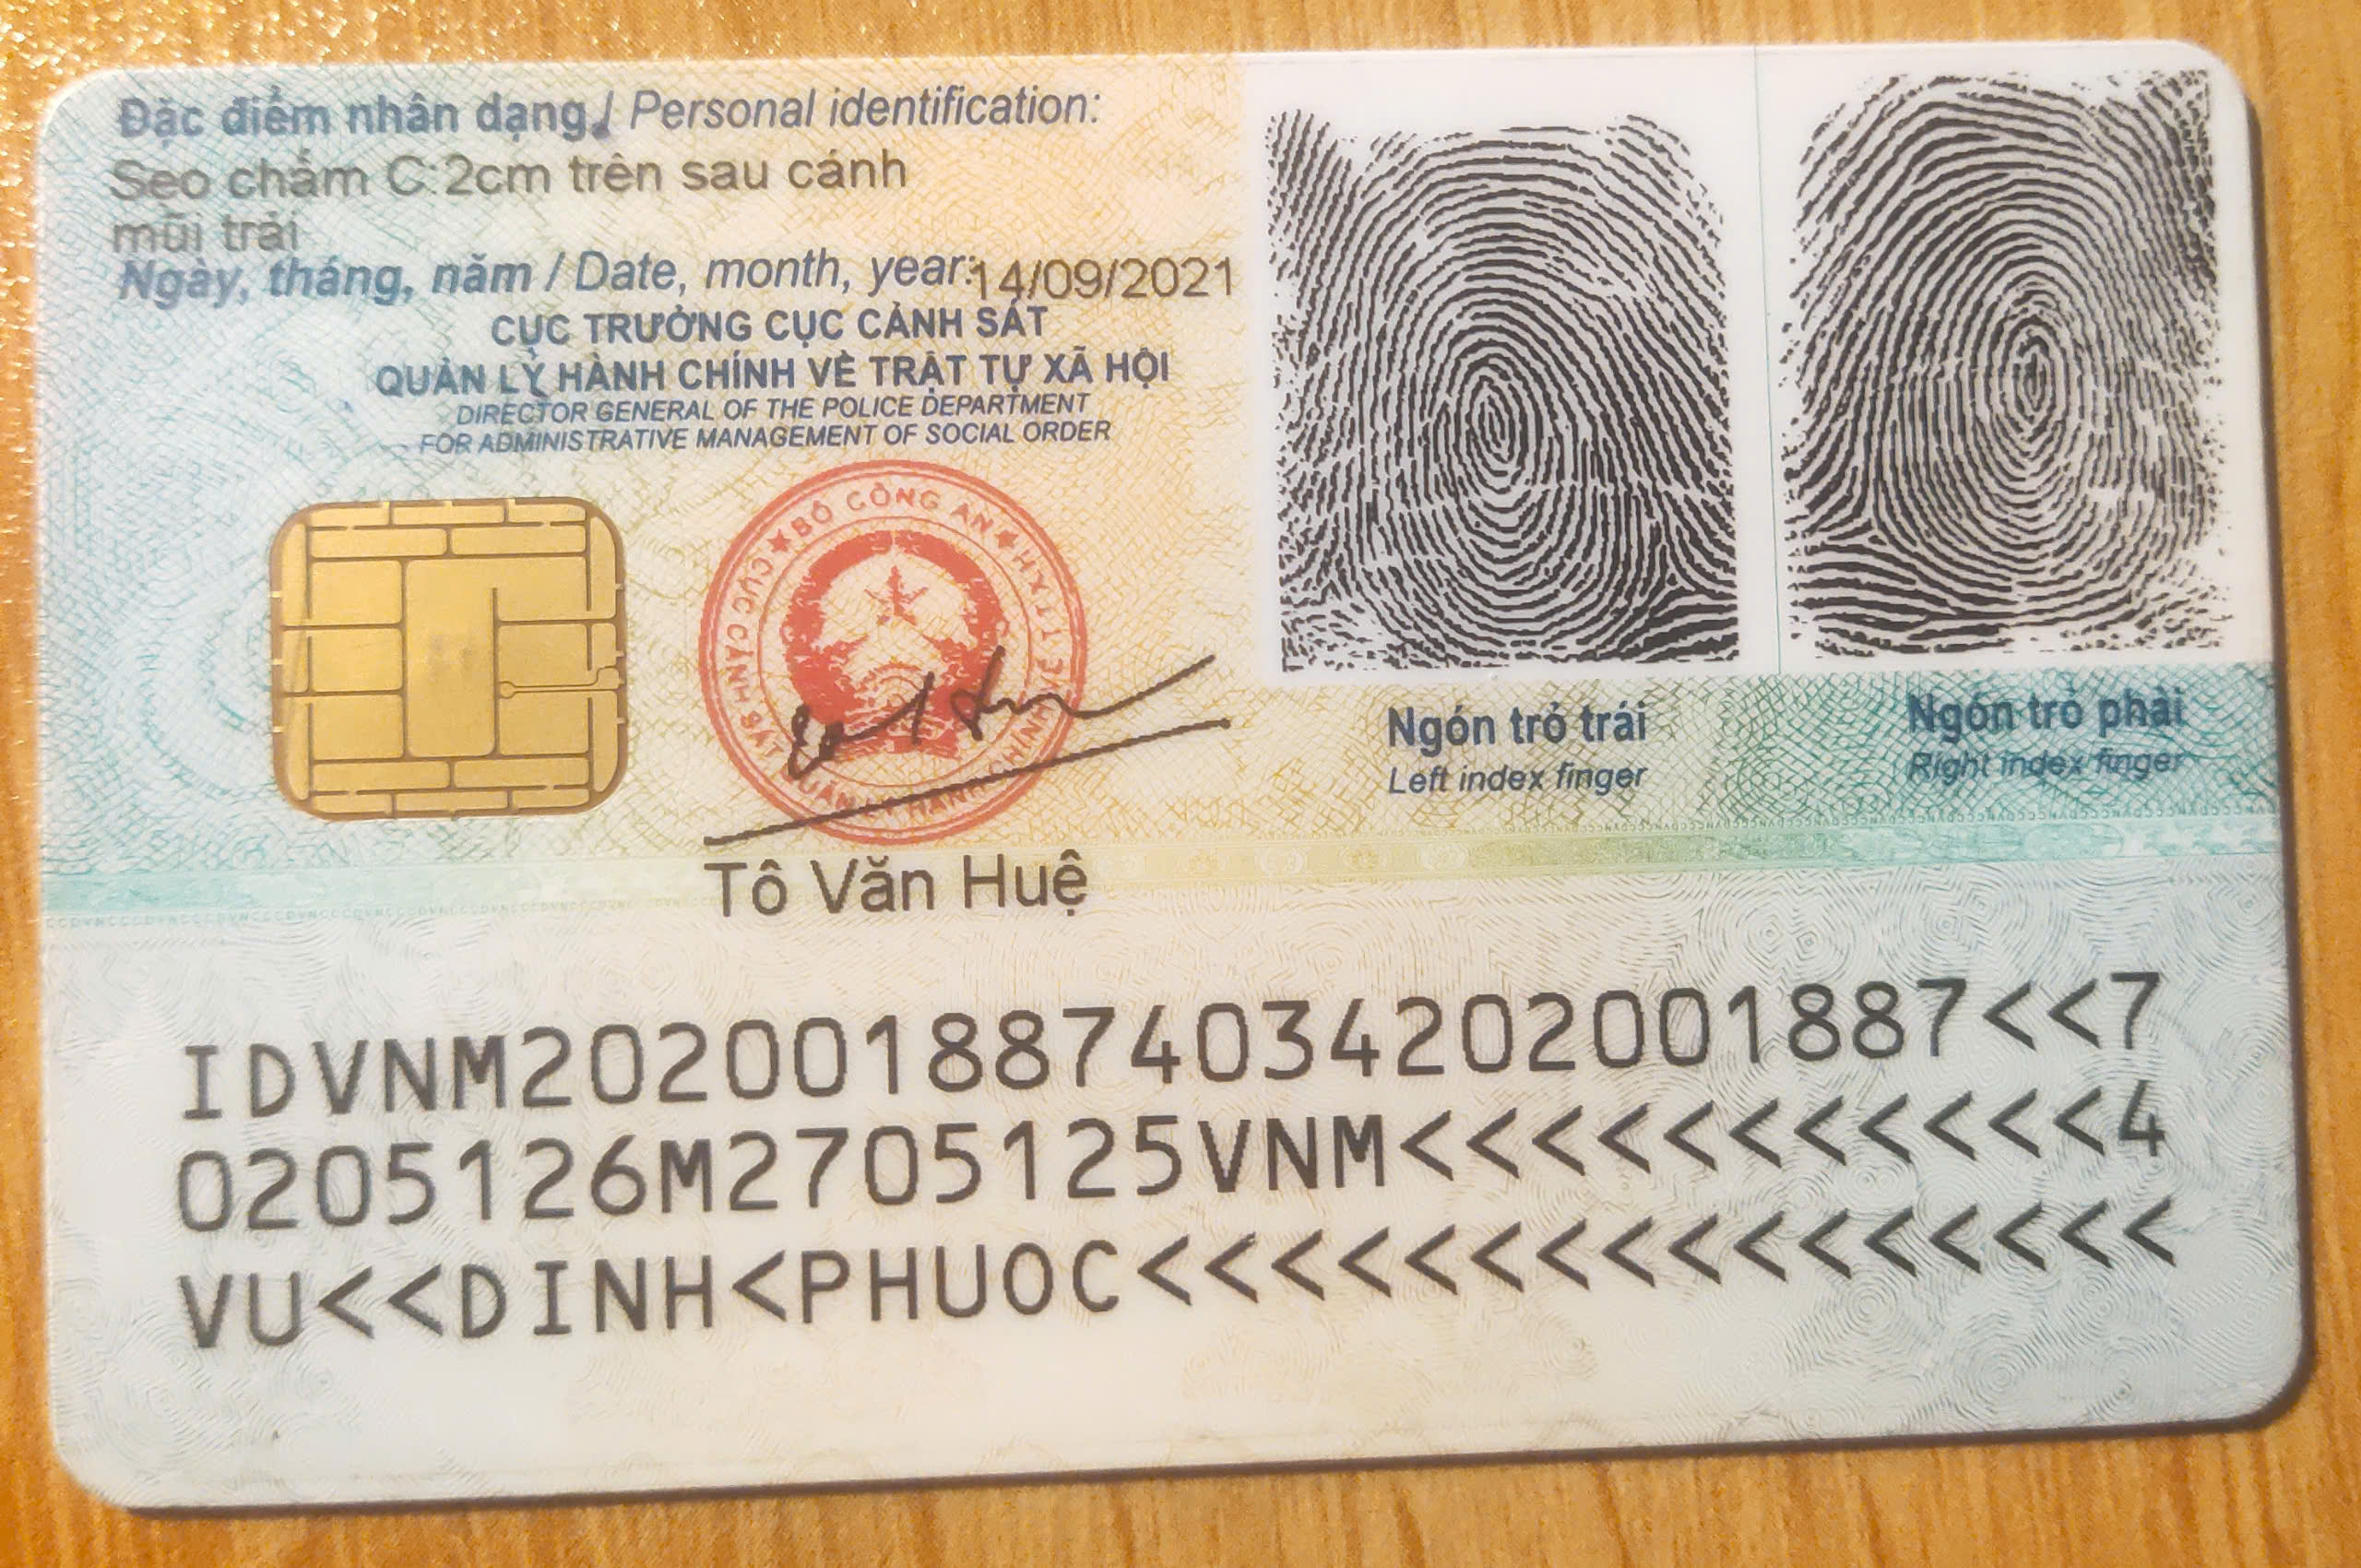 Đặc điểm nhân dạng / Personal identification:
Sẹo chấm C:2cm trên sau cánh
mũi trái
Ngày, tháng, năm / Date, month, year: 14/09/2021
CỤC TRƯỞNG CỤC CẢNH SÁT
QUẢN LÝ HÀNH CHÍNH VỀ TRẬT TỰ XÃ HỘI
DIRECTOR GENERAL OF THE POLICE DEPARTMENT
FOR ADMINISTRATIVE MANAGEMENT OF SOCIAL ORDER
★ BỘ CÔNG AN ★
CỤC CẢNH SÁT QUẢN LÝ HÀNH CHÍNH
Tô Văn Huệ
Ngón trỏ trái
Left index finger
Ngón trỏ phải
Right index finger
IDVNM2020018874034202001887<<7
0205126M2705125VNM<<<<<<<<<<<4
VU<<DINH<PHUOC<<<<<<<<<<<<<<<<